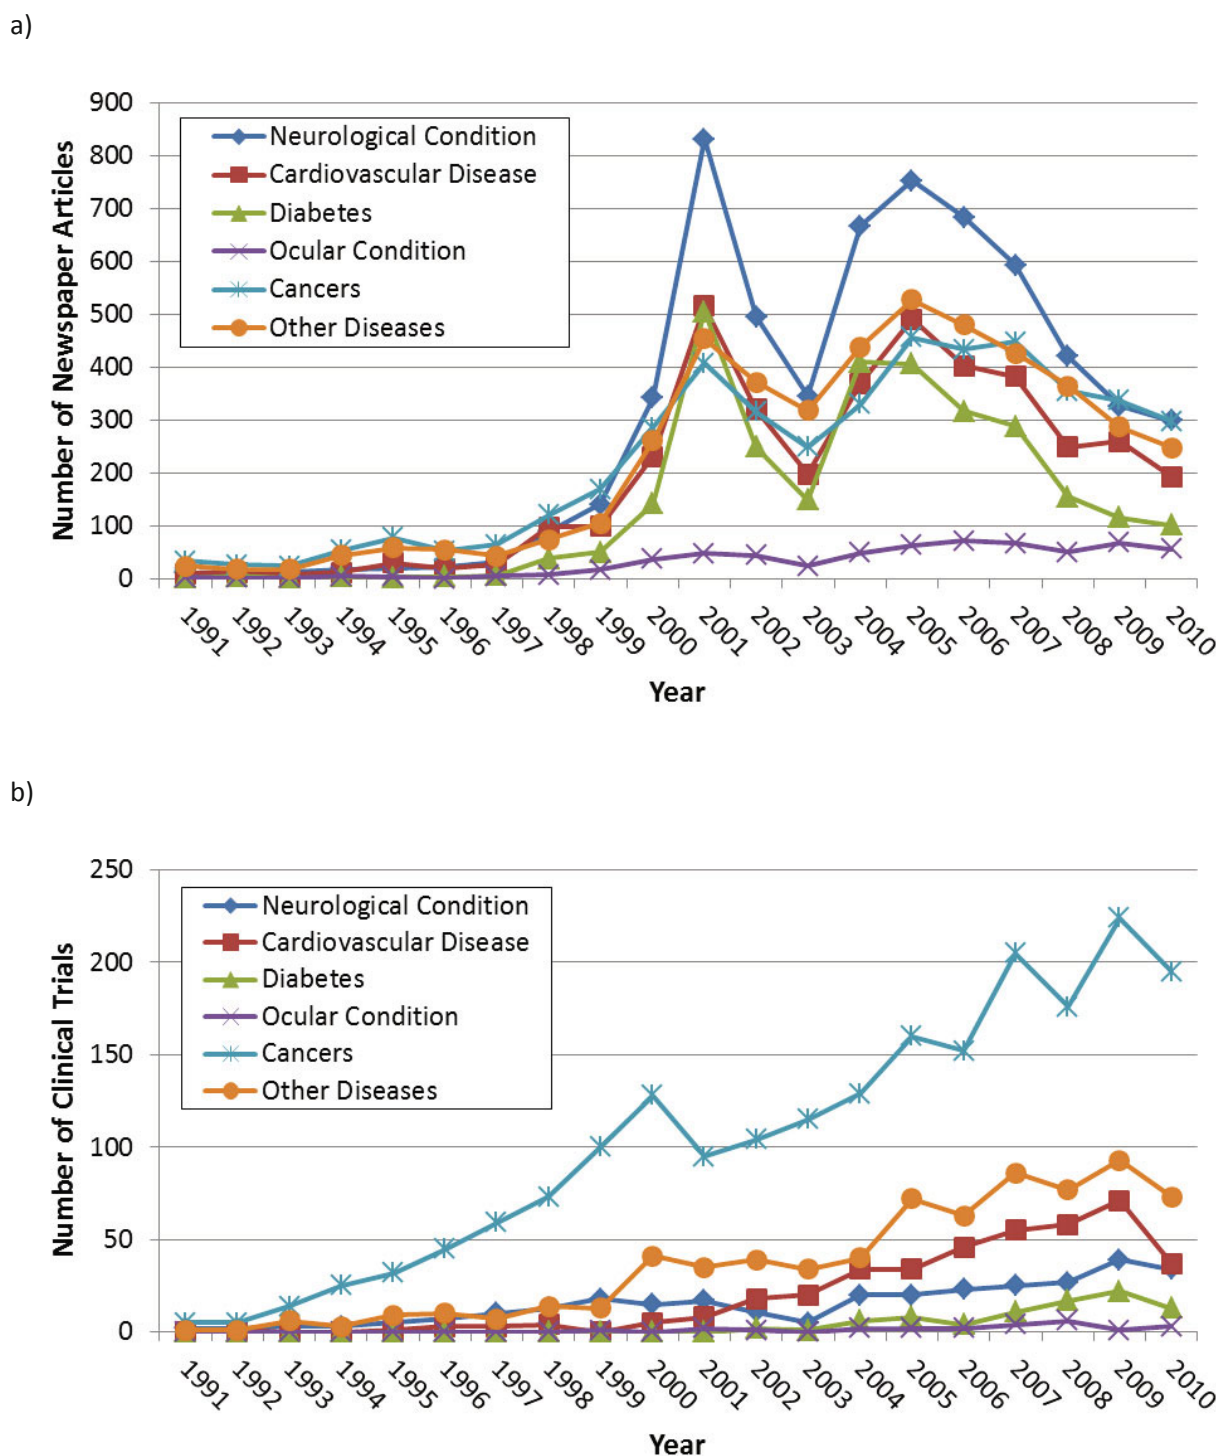 a)
900
800
700
600
500
400
300
200
100
0
Number of Newspaper Articles
Neurological Condition
Cardiovascular Disease
Diabetes
Ocular Condition
Cancers
Other Diseases
1991 1992 1993 1994 1995 1996 1997 1998 1999 2000 2001 2002 2003 2004 2005 2006 2007 2008 2009 2010
Year
b)
250
200
150
100
50
0
Number of Clinical Trials
Neurological Condition
Cardiovascular Disease
Diabetes
Ocular Condition
Cancers
Other Diseases
1991 1992 1993 1994 1995 1996 1997 1998 1999 2000 2001 2002 2003 2004 2005 2006 2007 2008 2009 2010
Year